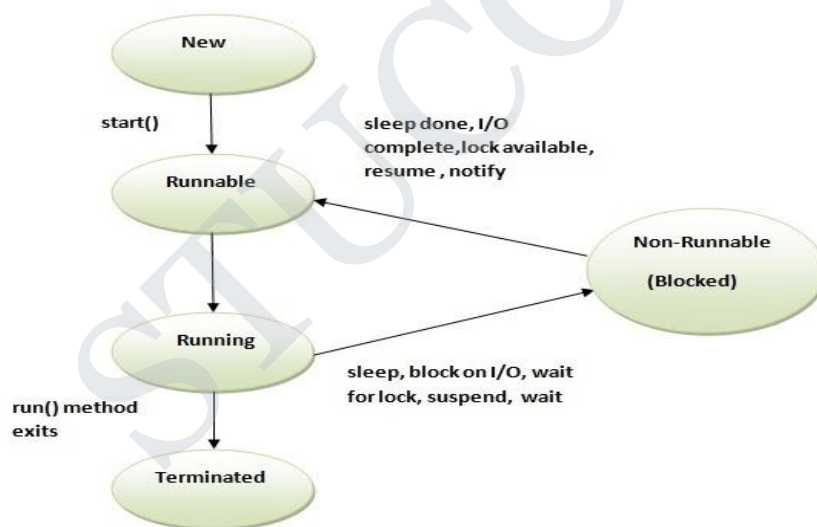 New
start()
sleep done, I/O
complete,lock available,
resume , notify
Runnable
Non-Runnable
(Blocked)
Running
sleep, block on I/O, wait
for lock, suspend, wait
run() method
exits
Terminated
STUCO